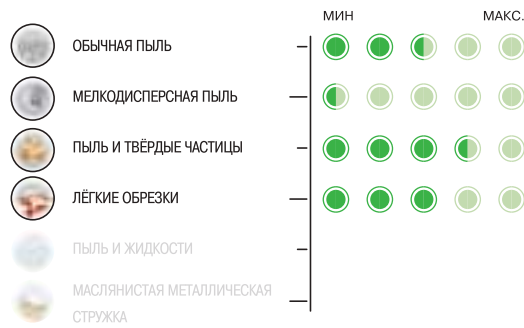 МИН МАКС.
ОБЫЧНАЯ ПЫЛЬ
МЕЛКОДИСПЕРСНАЯ ПЫЛЬ
ПЫЛЬ И ТВЁРДЫЕ ЧАСТИЦЫ
ЛЁГКИЕ ОБРЕЗКИ
ПЫЛЬ И ЖИДКОСТИ
МАСЛЯНИСТАЯ МЕТАЛЛИЧЕСКАЯ
СТРУЖКА